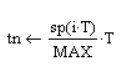 tn ← sp(i·T)/MAX ·T